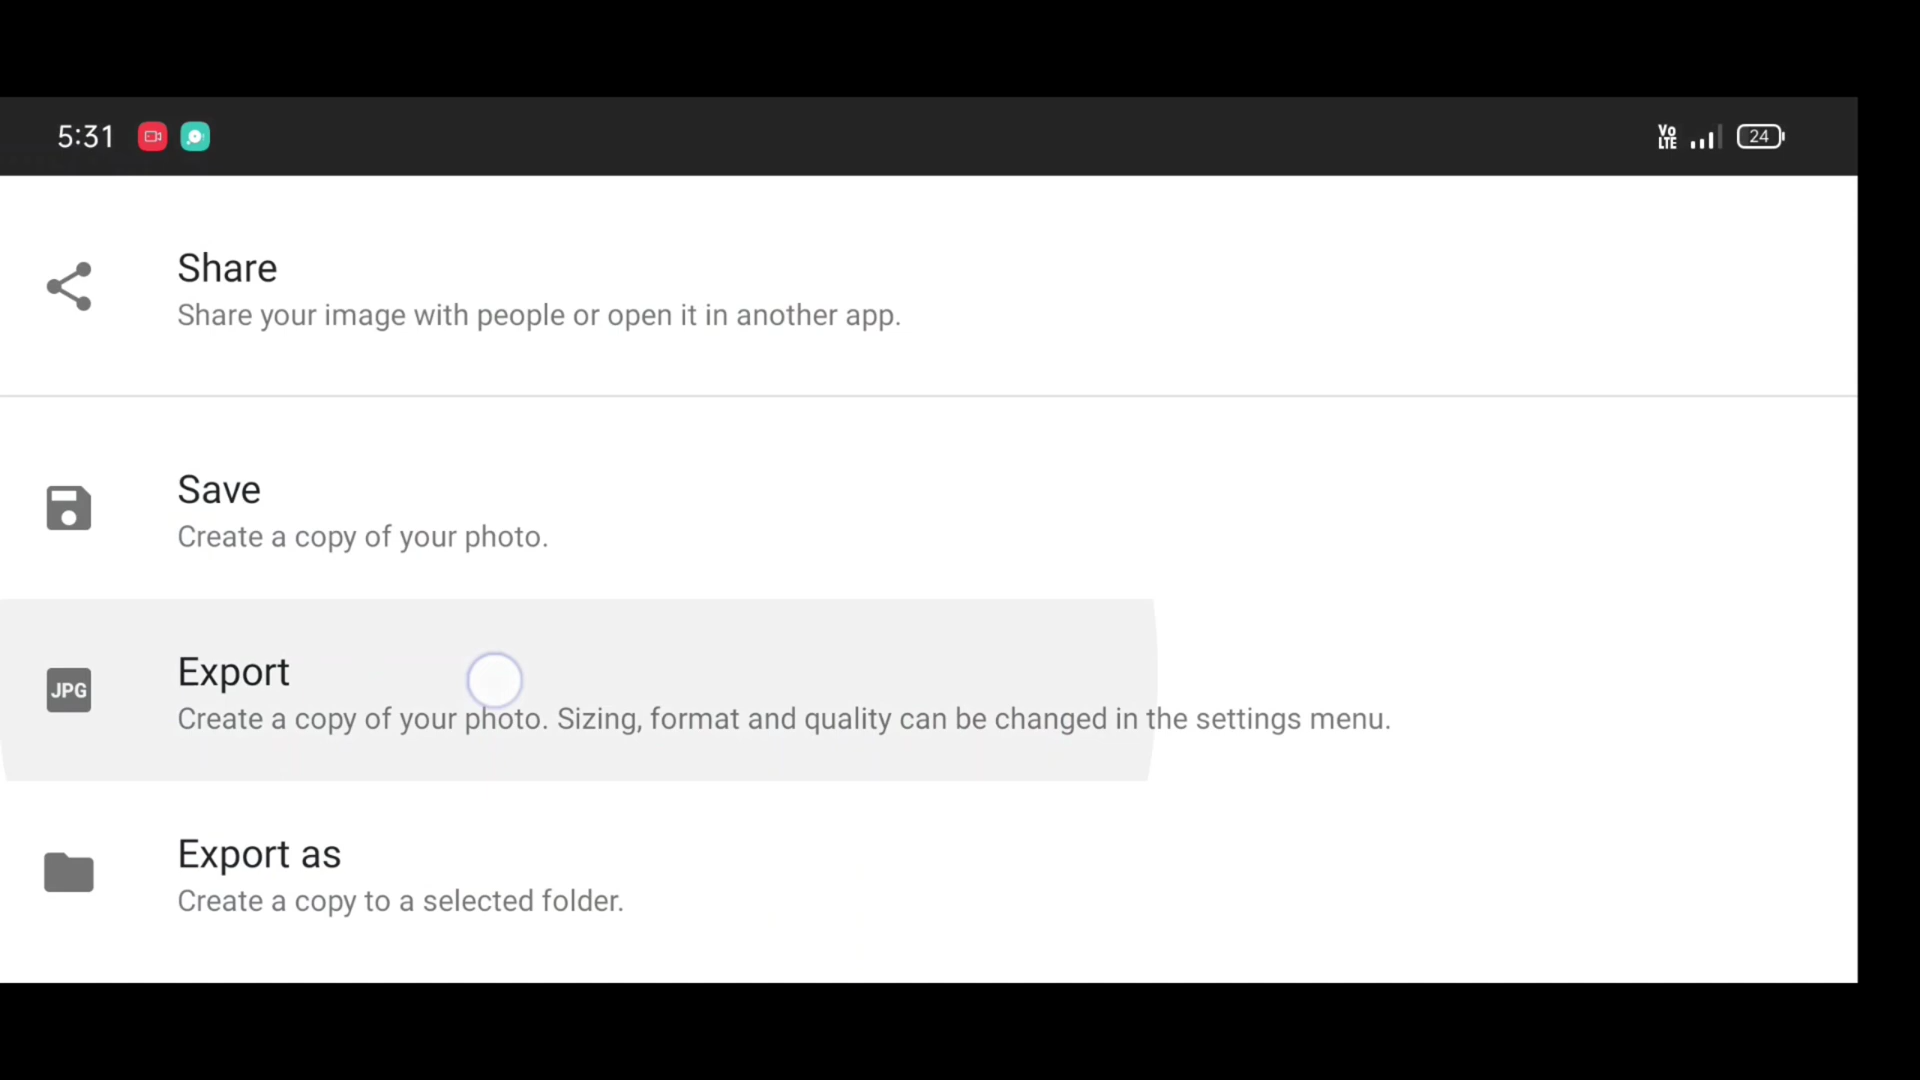 5:31
Vo
LTE
24
Share
Share your image with people or open it in another app.
Save
Create a copy of your photo.
JPG
Export
Create a copy of your photo. Sizing, format and quality can be changed in the settings menu.
Export as
Create a copy to a selected folder.